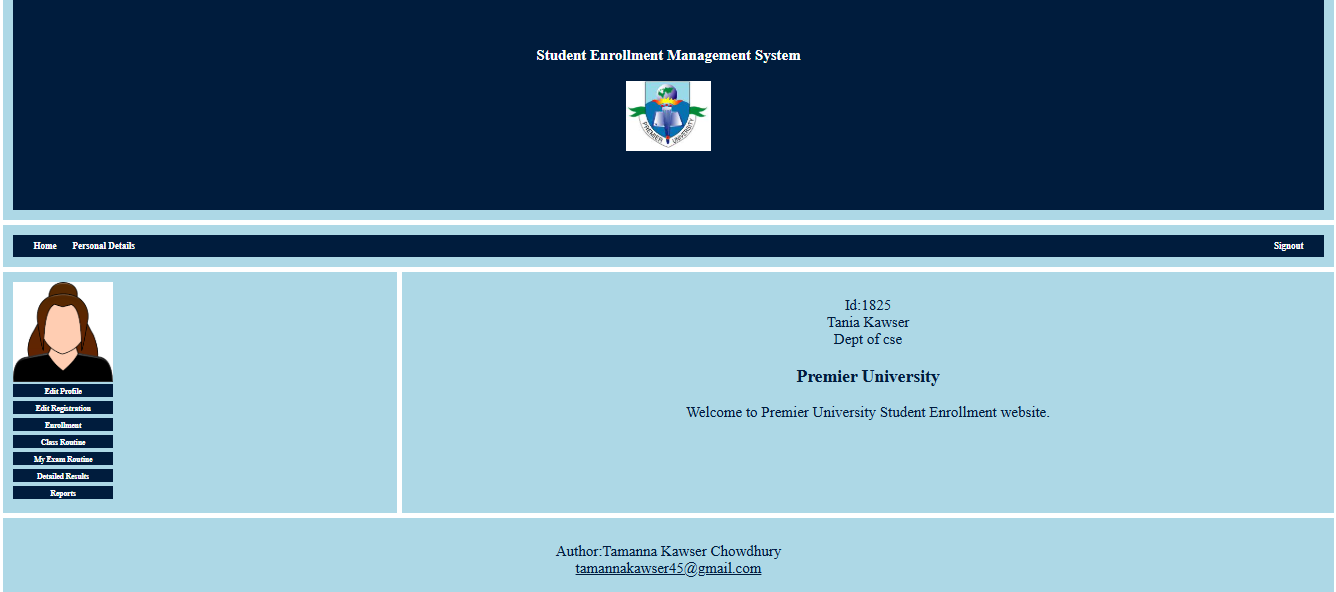 Student Enrollment Management System
PREMIER UNIVERSITY
Home Personal Details Signout
Edit Profile
Edit Registration
Enrollment
Class Routine
My Exam Routine
Detailed Results
Reports
Id:1825
Tania Kawser
Dept of cse
Premier University
Welcome to Premier University Student Enrollment website.
Author:Tamanna Kawser Chowdhury
tamannakawser45@gmail.com